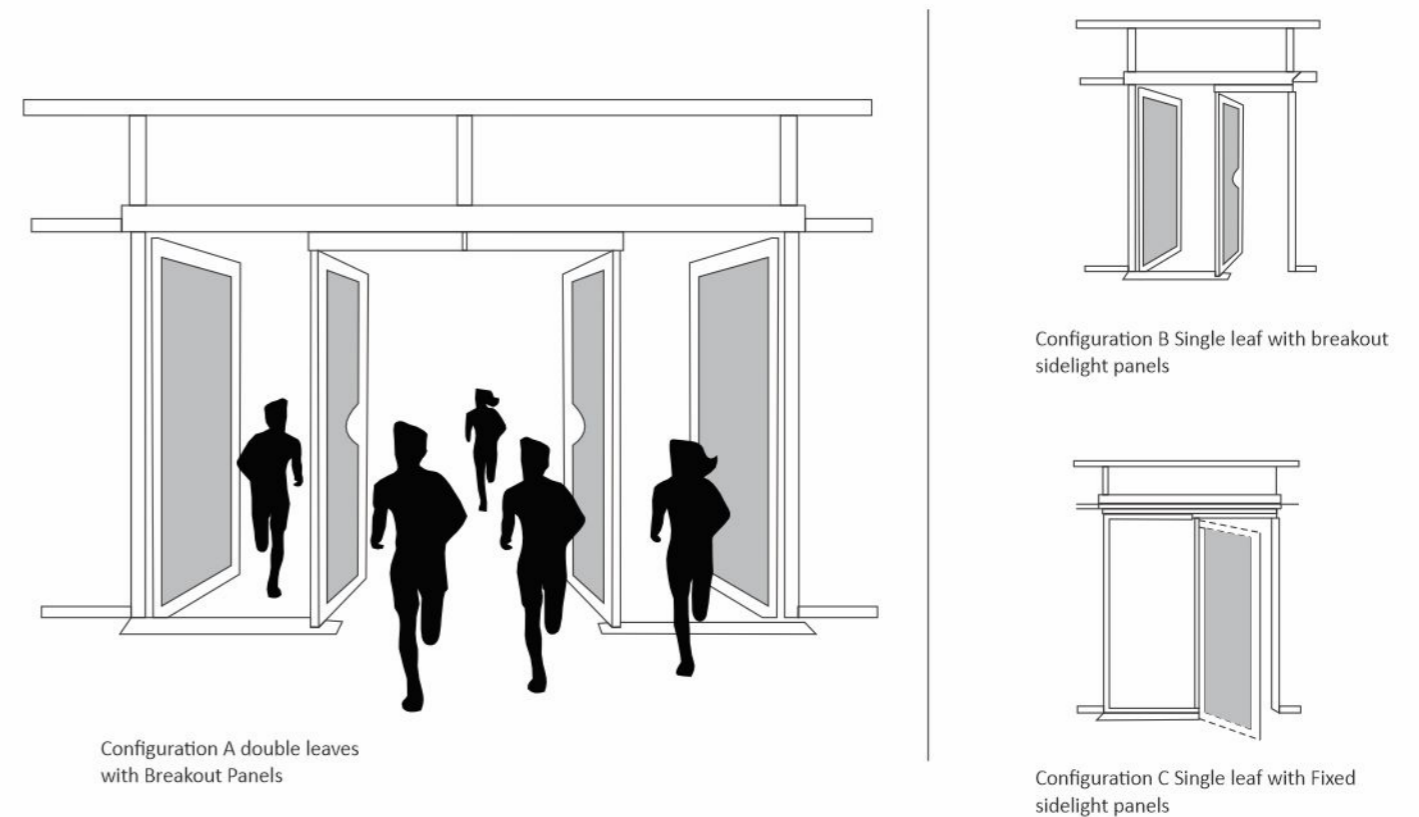 Configuration A double leaves
with Breakout Panels
Configuration B Single leaf with breakout
sidelight panels
Configuration C Single leaf with Fixed
sidelight panels